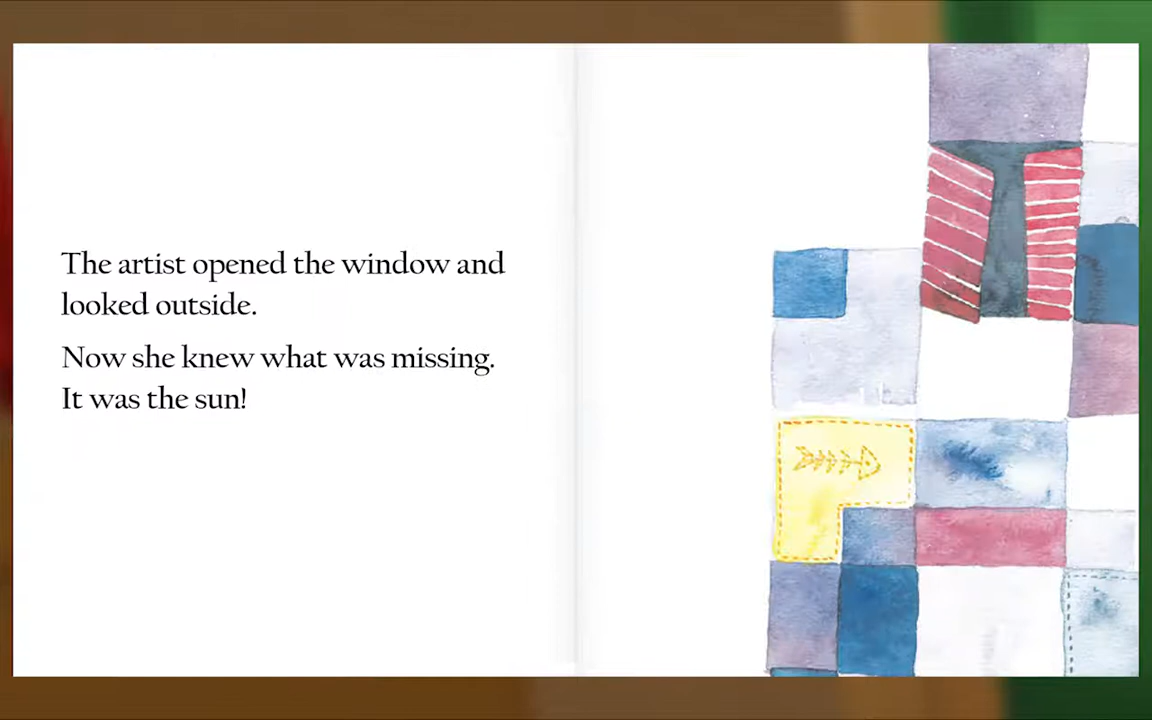 The artist opened the window and
looked outside.
Now she knew what was missing.
It was the sun!